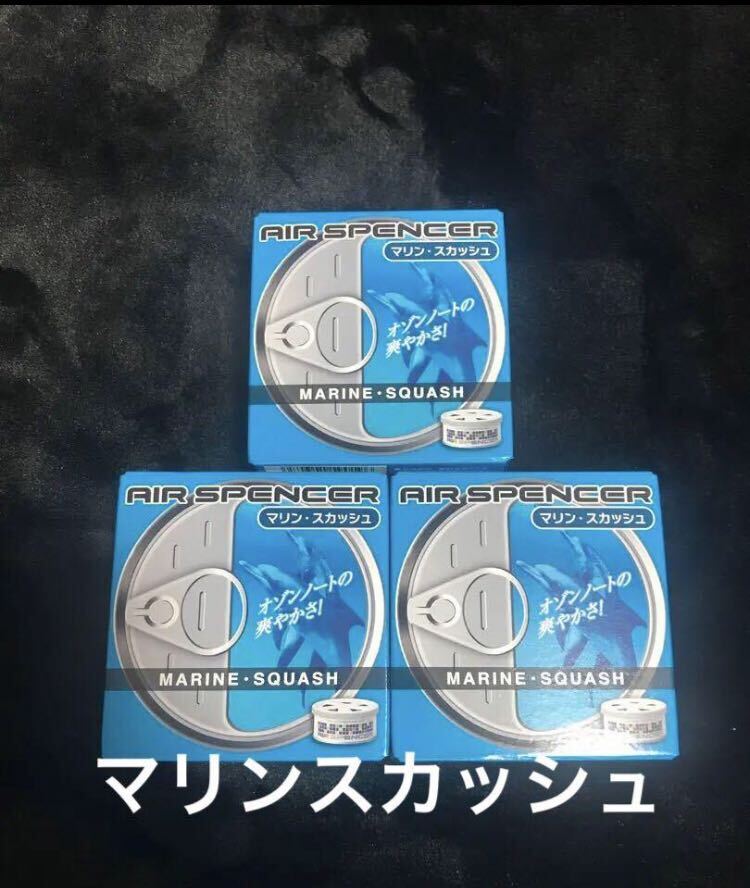 AIR SPENCER
マリン・スカッシュ
オゾンノートの
爽やかさ!
MARINE・SQUASH
AIR SPENCER
マリン・スカッシュ
オゾンノートの
爽やかさ!
MARINE・SQUASH
AIR SPENCER
マリン・スカッシュ
オゾンノートの
爽やかさ!
MARINE・SQUASH
マリンスカッシュ